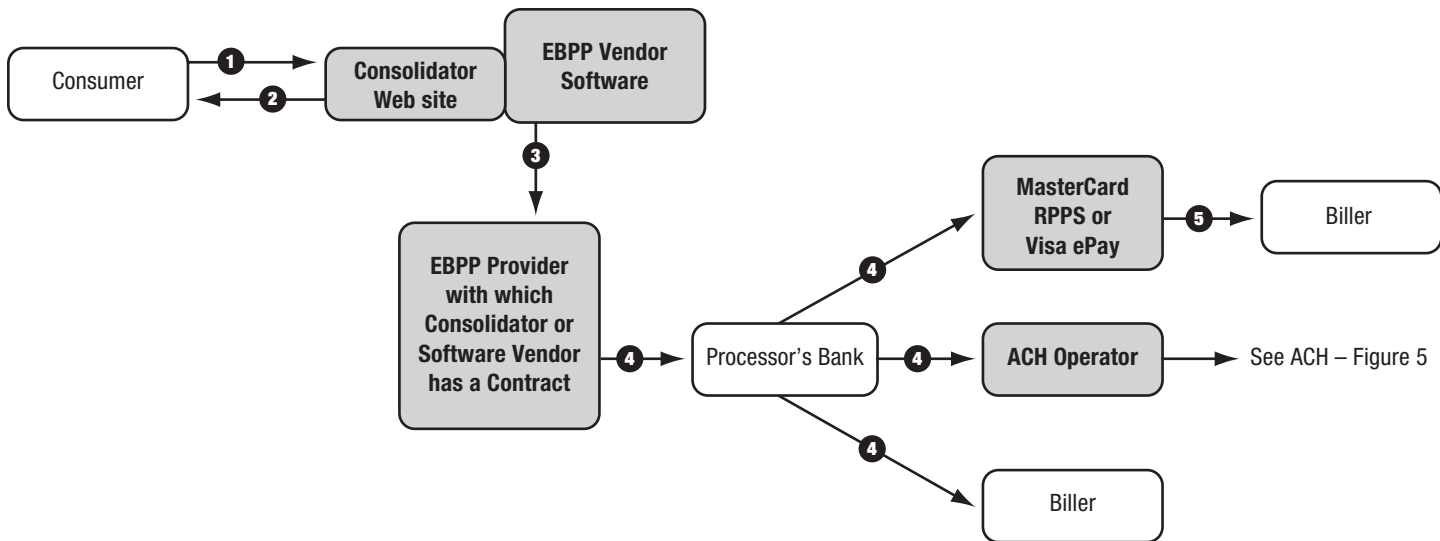 Consumer
1
2
Consolidator
Web site
EBPP Vendor
Software
3
EBPP Provider
with which
Consolidator or
Software Vendor
has a Contract
4
Processor's Bank
4
MasterCard
RPPS or
Visa ePay
5
Biller
4
ACH Operator
See ACH – Figure 5
4
Biller